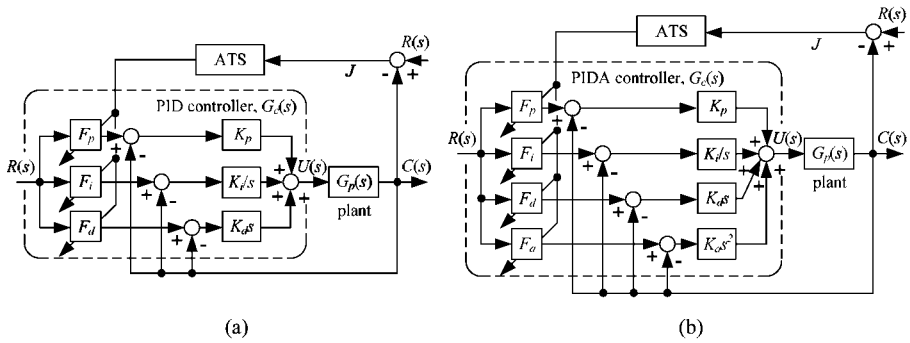 ATS
R(s)
J
- +
PID controller, Gc(s)
Fp
+
-
Kp
R(s)
Fi
+
-
Ki/s
+
+
+
U(s)
Gp(s)
plant
C(s)
Fd
+
-
Kds
(a)
ATS
R(s)
J
- +
PIDA controller, Gc(s)
Fp
+
-
Kp
R(s)
Fi
+
-
Ki/s
+
+
+
+
U(s)
Gp(s)
plant
C(s)
Fd
+
-
Kds
Fa
+
-
Kas²
(b)